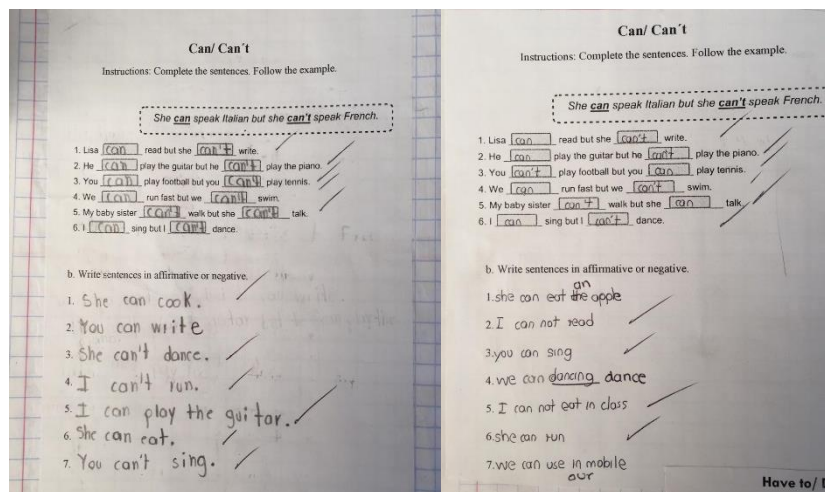 Can/ Can´t
Instructions: Complete the sentences. Follow the example.
She can speak Italian but she can't speak French.
1. Lisa can read but she can't write.
2. He can play the guitar but he can't play the piano.
3. You can play football but you can't play tennis.
4. We can run fast but we can't swim.
5. My baby sister can't walk but she can't talk.
6. I can sing but I can't dance.
b. Write sentences in affirmative or negative.
1. She can cook.
2. You can write
3. She can't dance.
4. I can't run.
5. I can play the guitar.
6. She can eat.
7. You can't sing.
Can/ Can´t
Instructions: Complete the sentences. Follow the example.
She can speak Italian but she can't speak French.
1. Lisa can read but she can't write.
2. He can play the guitar but he can't play the piano.
3. You can't play football but you can play tennis.
4. We can run fast but we can't swim.
5. My baby sister can't walk but she can talk.
6. I can sing but I can't dance.
b. Write sentences in affirmative or negative.
an
1. she can eat the apple
2. I can not read
3. you can sing
4. we can dancing dance
5. I can not eat in class
6. she can run
7. we can use in mobile
our
Have to/